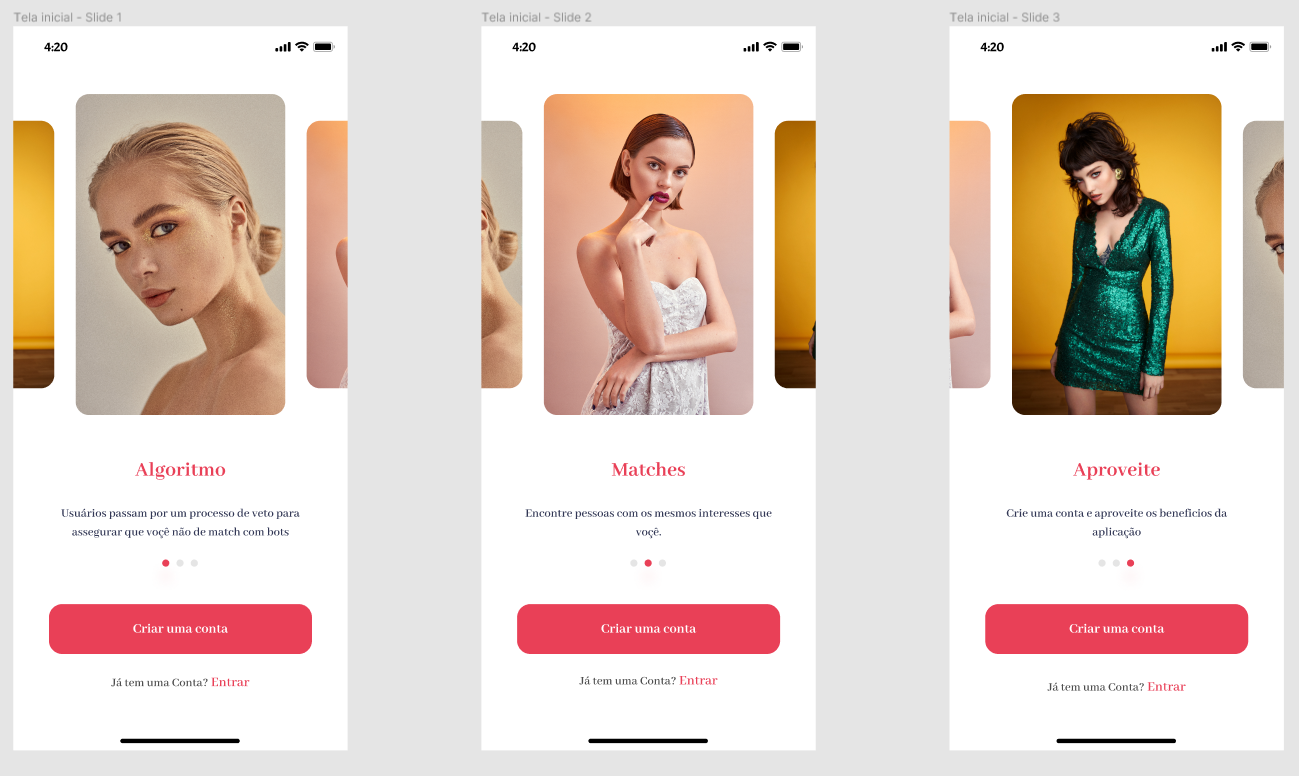 Tela inicial - Slide 1
4:20
Algoritmo
Usuários passam por um processo de veto para
assegurar que voçê não de match com bots
Criar uma conta
Já tem uma Conta? Entrar
Tela inicial - Slide 2
4:20
Matches
Encontre pessoas com os mesmos interesses que
voçê.
Criar uma conta
Já tem uma Conta? Entrar
Tela inicial - Slide 3
4:20
Aproveite
Crie uma conta e aproveite os benefícios da
aplicação
Criar uma conta
Já tem uma Conta? Entrar